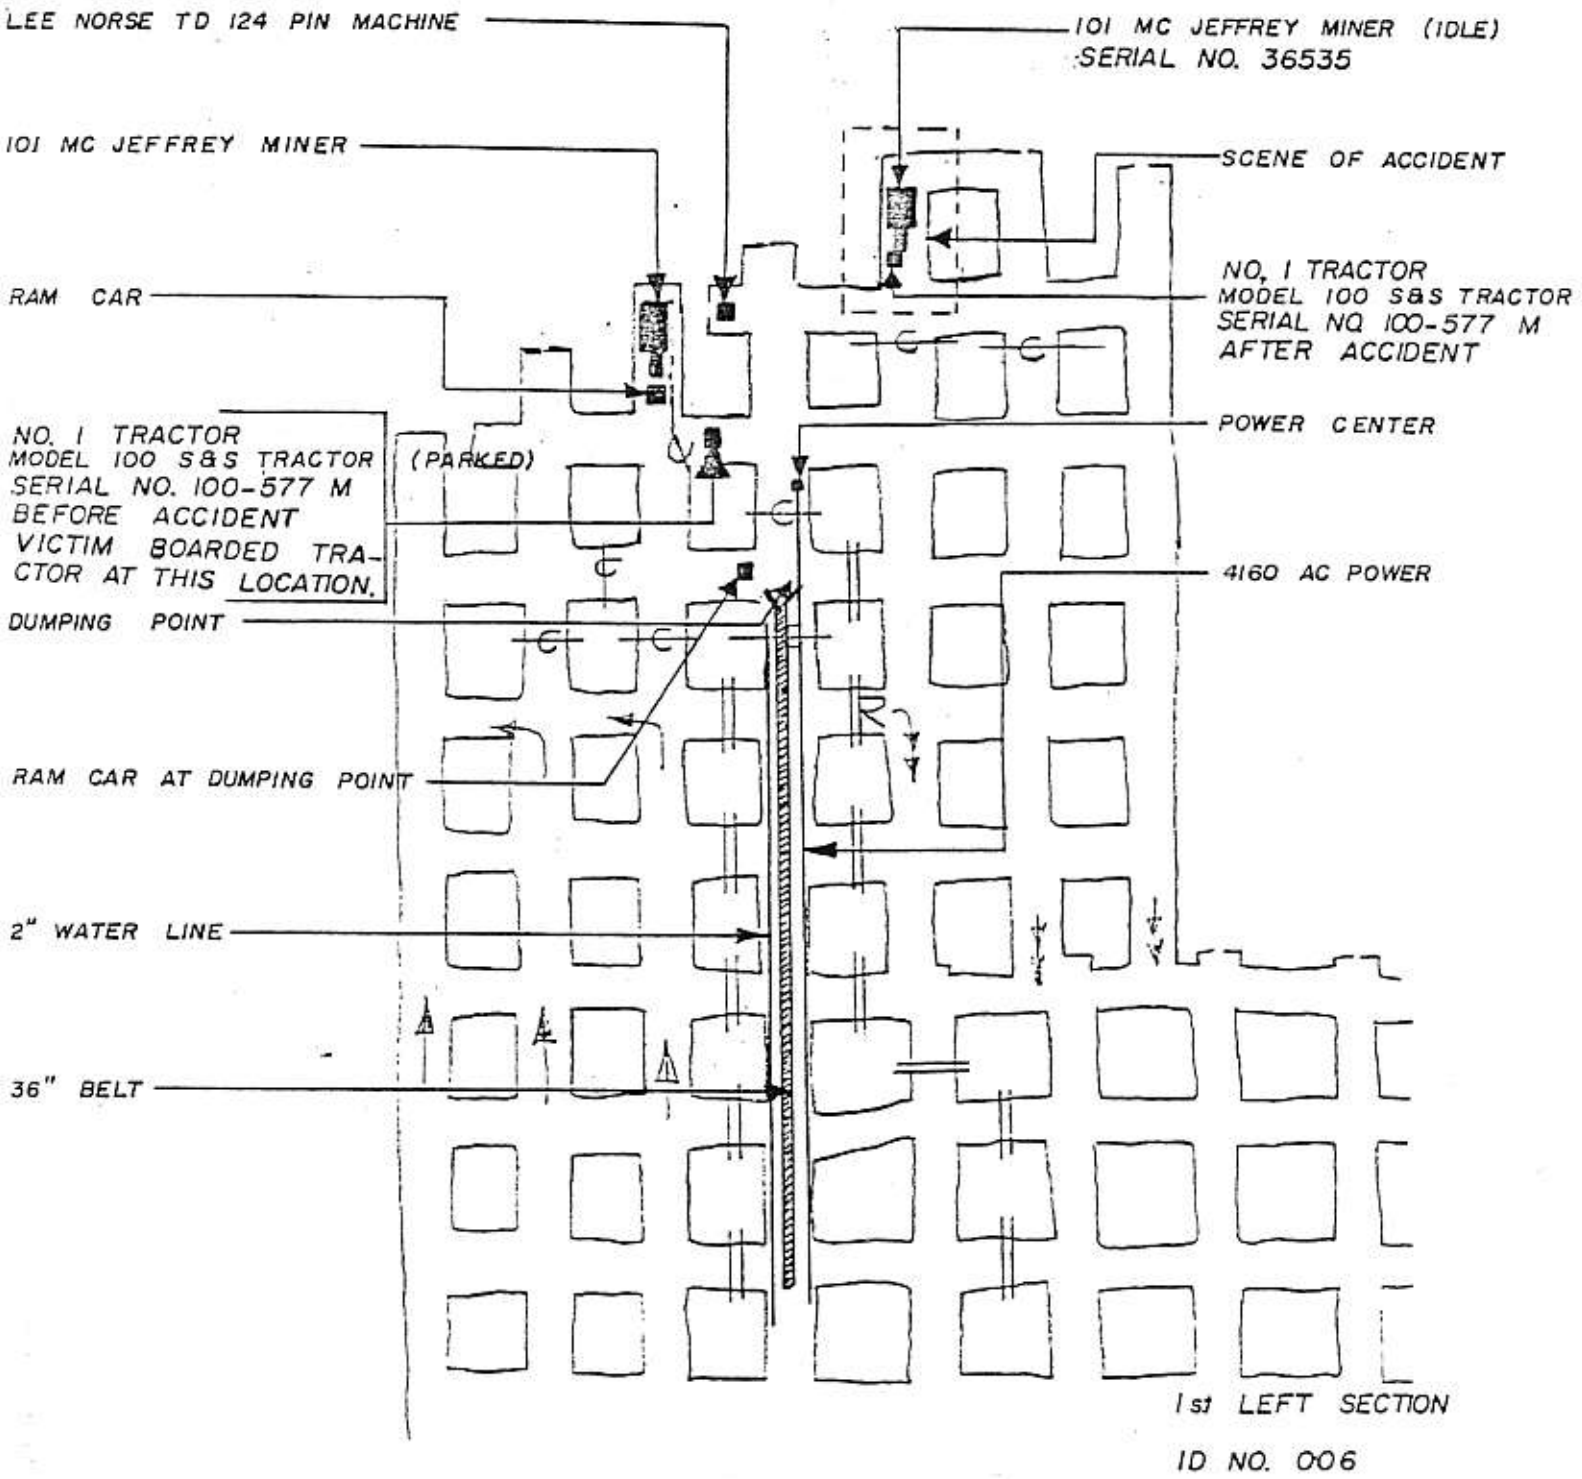 LEE NORSE TD 124 PIN MACHINE
101 MC JEFFREY MINER (IDLE)
SERIAL NO. 36535
101 MC JEFFREY MINER
SCENE OF ACCIDENT
RAM CAR
NO, 1 TRACTOR
MODEL 100 S&S TRACTOR
SERIAL NO 100-577 M
AFTER ACCIDENT
POWER CENTER
NO. 1 TRACTOR
MODEL 100 S&S TRACTOR (PARKED)
SERIAL NO. 100-577 M
BEFORE ACCIDENT
VICTIM BOARDED TRA-
CTOR AT THIS LOCATION.
4160 AC POWER
DUMPING POINT
R
RAM CAR AT DUMPING POINT
2" WATER LINE
36" BELT
1st LEFT SECTION
ID NO. 006